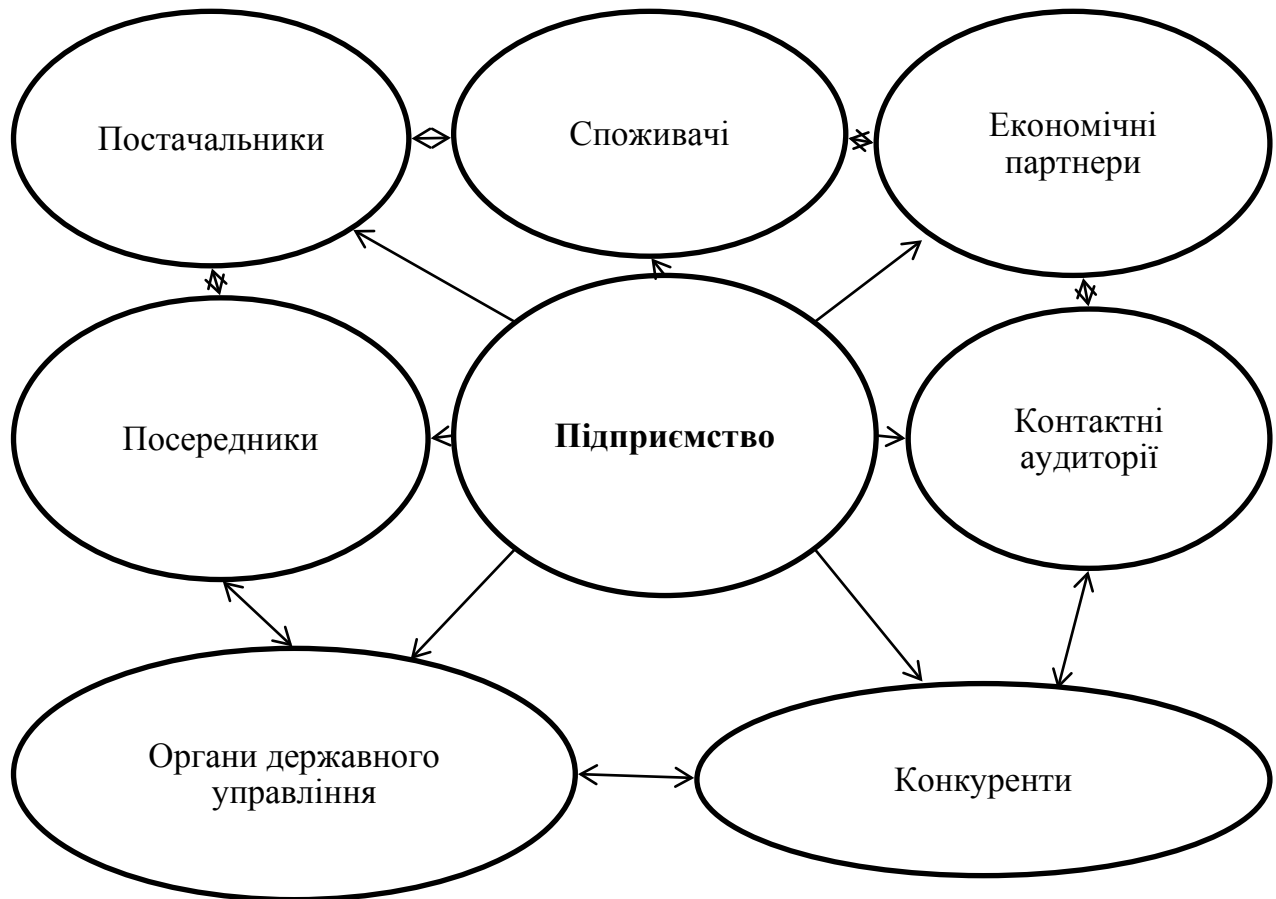 Постачальники
Споживачі
Економічні
партнери
Посередники
Підприємство
Контактні
аудиторії
Органи державного
управління
Конкуренти